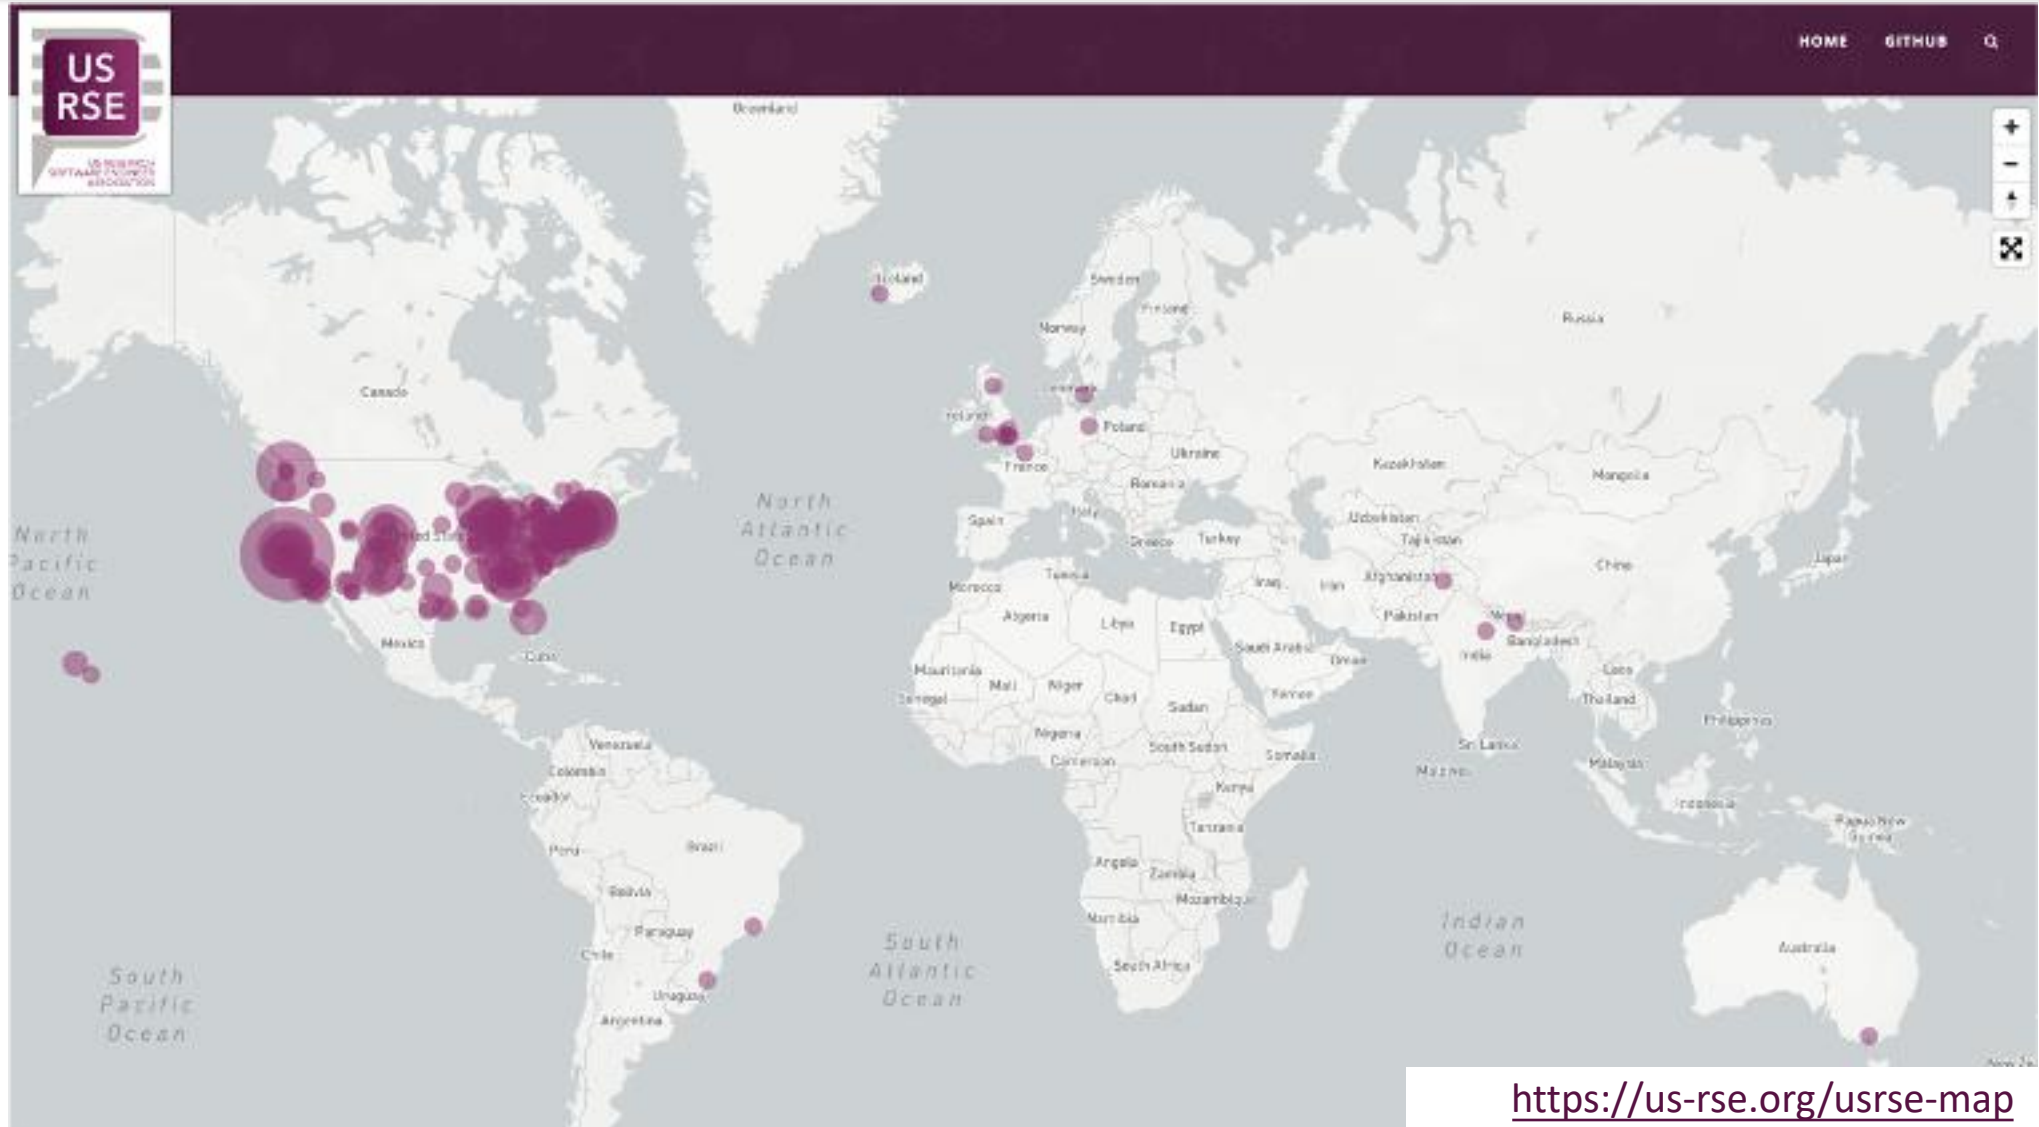 US
RSE
US RESEARCH
SOFTWARE ENGINEER
ASSOCIATION
HOME
GITHUB
Iceland
Sweden
Finland
Norway
Russia
Canada
Ireland
Poland
Ukraine
France
Kazakhstan
Mongolia
Romania
North
Atlantic
Ocean
Spain
Italy
Uzbekistan
North
Pacific
Ocean
Greece
Turkey
Tajikistan
Japan
China
Tunisia
Morocco
Iraq
Iran
Afghanistan
Algeria
Libya
Egypt
Pakistan
Nepal
Mexico
Cuba
Saudi Arabia
Bangladesh
India
Oman
Mauritania
Mali
Niger
Chad
Sudan
Yemen
Laos
Thailand
Philippines
Venezuela
Nigeria
South Sudan
Somalia
Sri Lanka
Colombia
Cameroon
Malaysia
Ecuador
Kenya
Indonesia
Tanzania
Papua New
Guinea
Peru
Brazil
Angola
Zambia
Bolivia
Mozambique
Namibia
Paraguay
Chile
South
Atlantic
Ocean
Indian
Ocean
Australia
South Africa
South
Pacific
Ocean
Uruguay
Argentina
https://us-rse.org/usrse-map